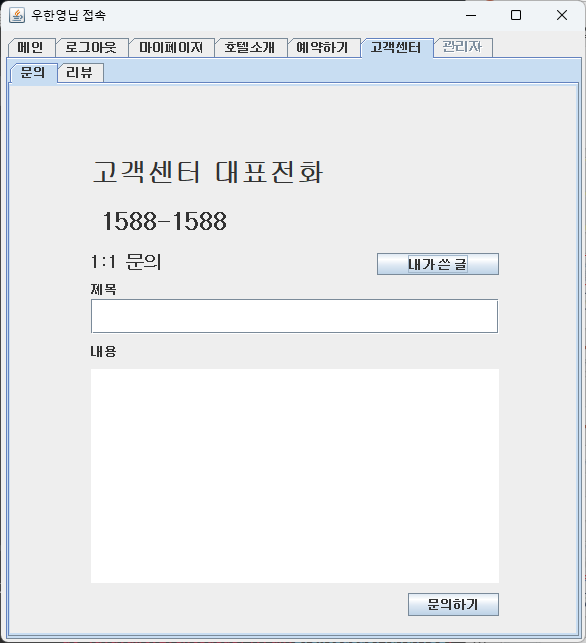 우한영님 접속
메인 로그아웃 마이페이지 호텔소개 예약하기 고객센터 관리자
문의 리뷰
고객센터 대표전화
1588-1588
1:1 문의 내가 쓴 글
제목
내용
문의하기